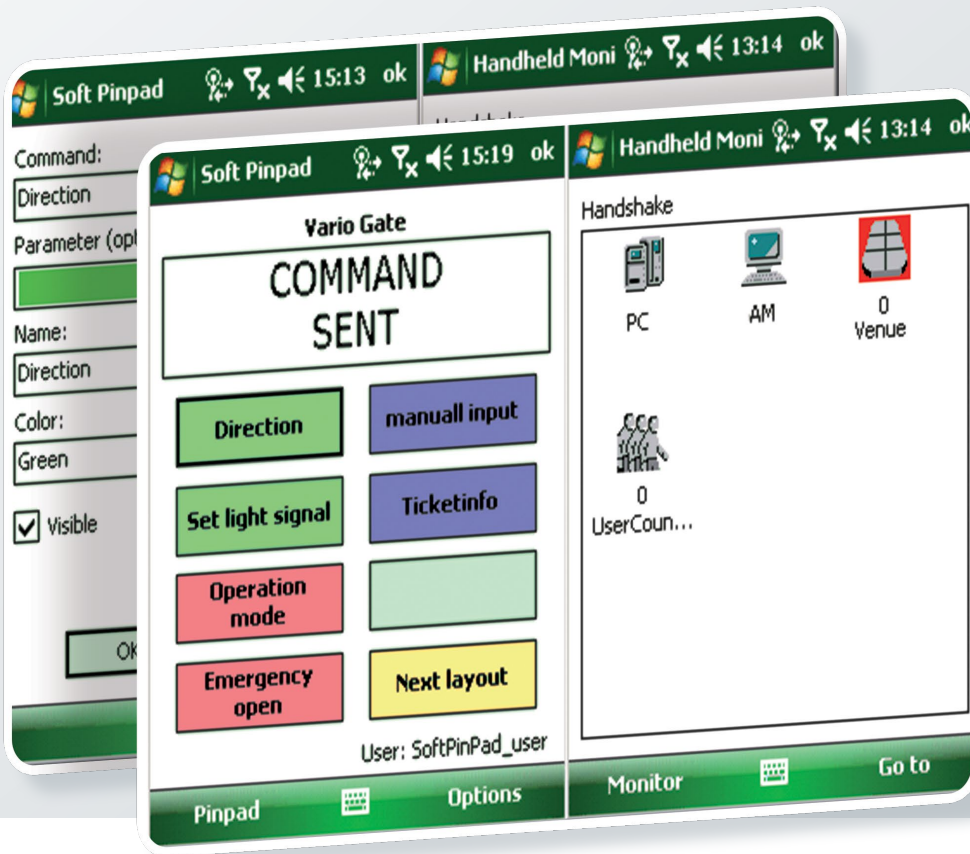 Soft Pinpad 15:13 ok
Handheld Moni 13:14 ok
Command:
Direction
Parameter (opt
Name:
Direction
Color:
Green
Visible
Soft Pinpad 15:19 ok
Vario Gate
COMMAND
SENT
Direction
manuall input
Set light signal
Ticketinfo
Operation
mode
Emergency
open
Next layout
User: SoftPinPad_user
Pinpad
Options
Handheld Moni 13:14 ok
Handshake
PC
AM
0
Venue
0
UserCoun...
Monitor
Go to